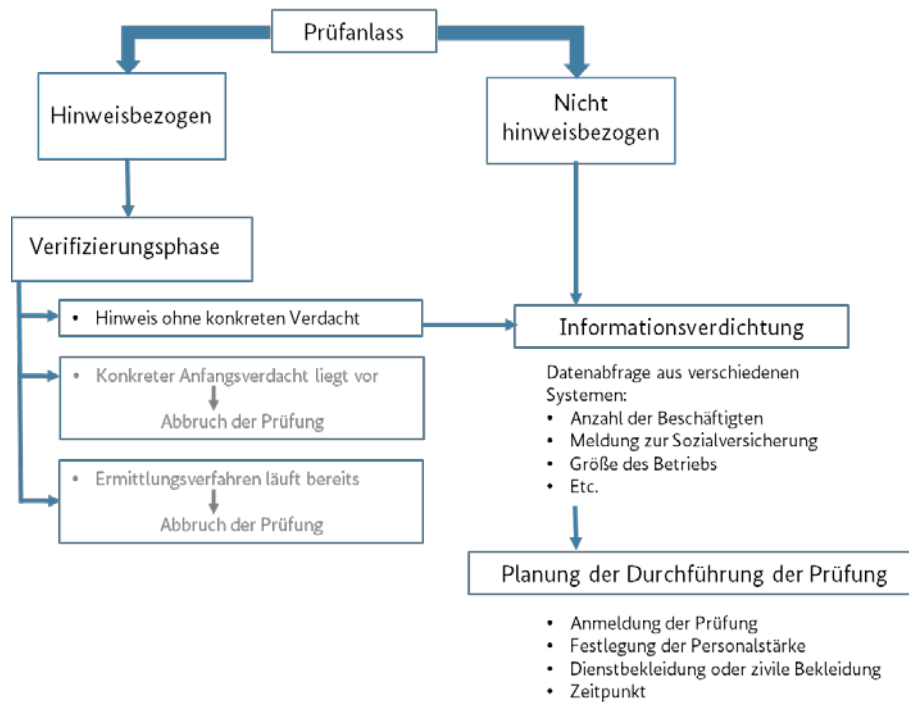 Prüfanlass
Hinweisbezogen
Nicht
hinweisbezogen
Verifizierungsphase
• Hinweis ohne konkreten Verdacht
• Konkreter Anfangsverdacht liegt vor
Abbruch der Prüfung
• Ermittlungsverfahren läuft bereits
Abbruch der Prüfung
Informationsverdichtung
Datenabfrage aus verschiedenen
Systemen:
• Anzahl der Beschäftigten
• Meldung zur Sozialversicherung
• Größe des Betriebs
• Etc.
Planung der Durchführung der Prüfung
• Anmeldung der Prüfung
• Festlegung der Personalstärke
• Dienstbekleidung oder zivile Bekleidung
• Zeitpunkt